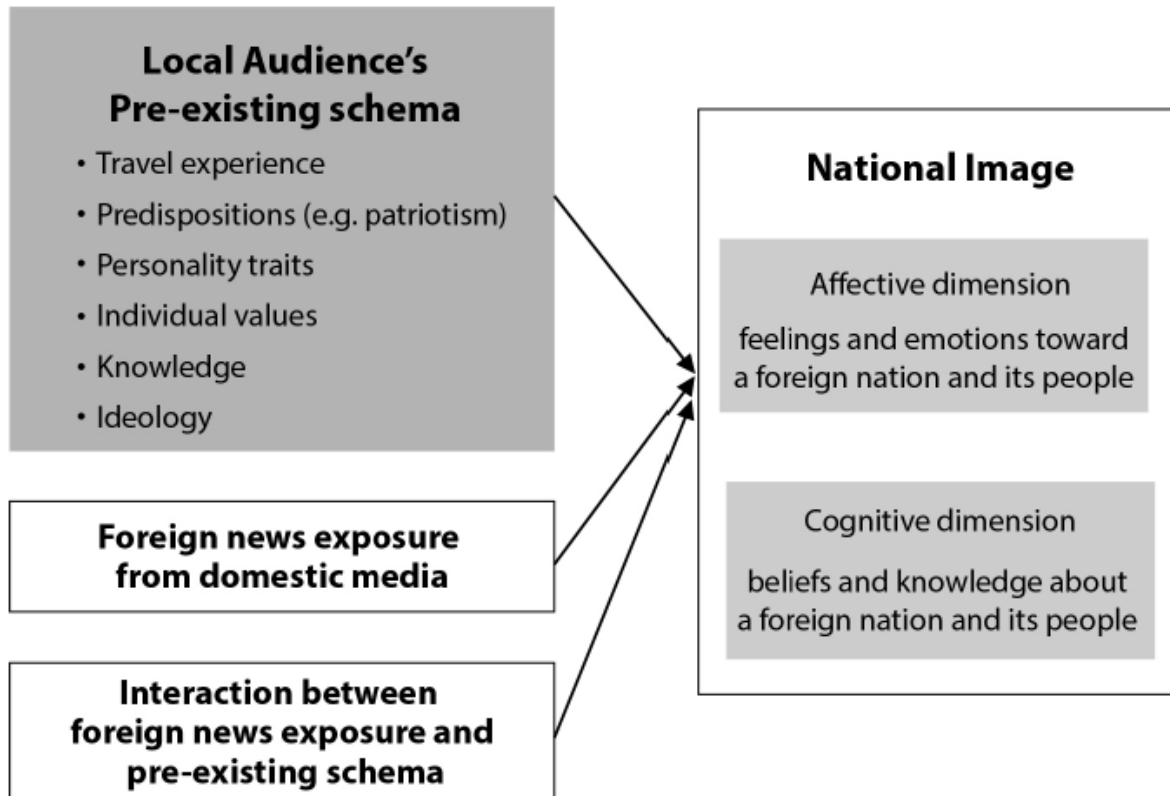 Local Audience's
Pre-existing schema
• Travel experience
• Predispositions (e.g. patriotism)
• Personality traits
• Individual values
• Knowledge
• Ideology
Foreign news exposure
from domestic media
Interaction between
foreign news exposure and
pre-existing schema
National Image
Affective dimension
feelings and emotions toward
a foreign nation and its people
Cognitive dimension
beliefs and knowledge about
a foreign nation and its people